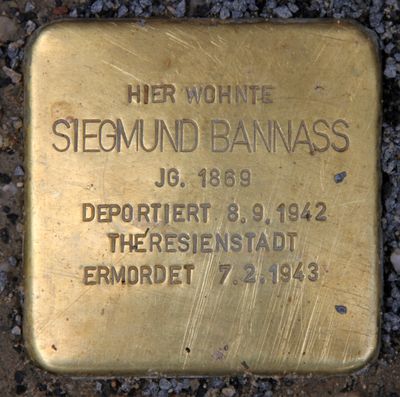 HIER WOHNTE
SIEGMUND BANNASS
JG. 1869
DEPORTIERT 8.9.1942
THERESIENSTADT
ERMORDET 7.2.1943